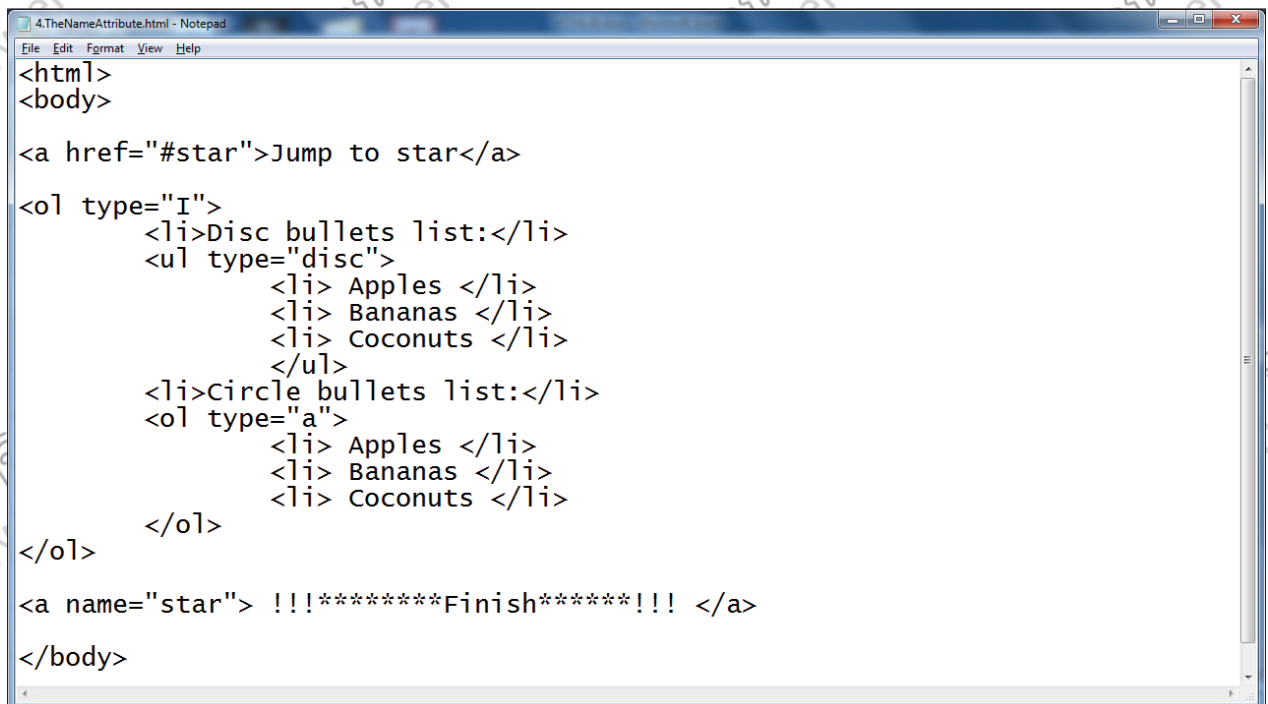 4.TheNameAttribute.html - Notepad
File Edit Format View Help
<html>
<body>
<a href="#star">Jump to star</a>
<ol type="I">
<li>Disc bullets list:</li>
<ul type="disc">
<li> Apples </li>
<li> Bananas </li>
<li> Coconuts </li>
</ul>
<li>Circle bullets list:</li>
<ol type="a">
<li> Apples </li>
<li> Bananas </li>
<li> Coconuts </li>
</ol>
</ol>
<a name="star"> !!!********Finish******!!! </a>
</body>